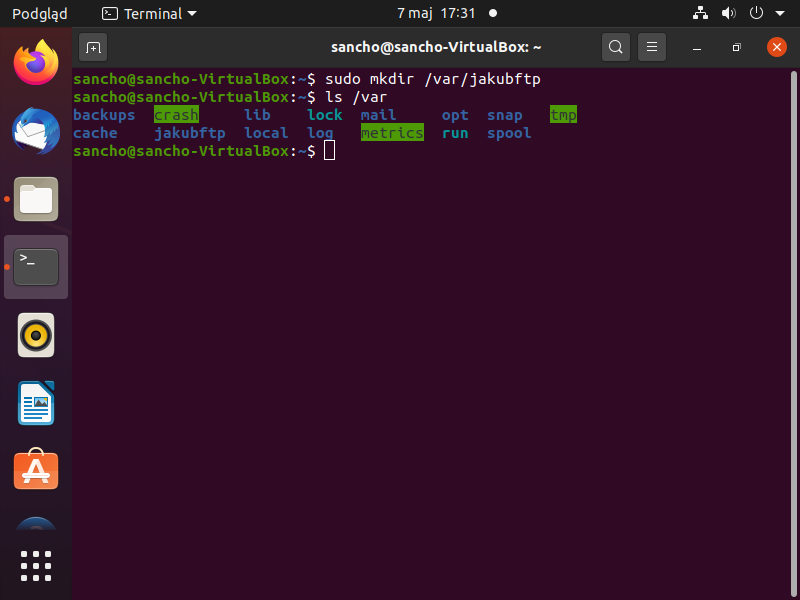 Podgląd Terminal 7 maj 17:31
sancho@sancho-VirtualBox: ~
sancho@sancho-VirtualBox:~$ sudo mkdir /var/jakubftp
sancho@sancho-VirtualBox:~$ ls /var
backups crash lib lock mail opt snap tmp
cache jakubftp local log metrics run spool
sancho@sancho-VirtualBox:~$
>_